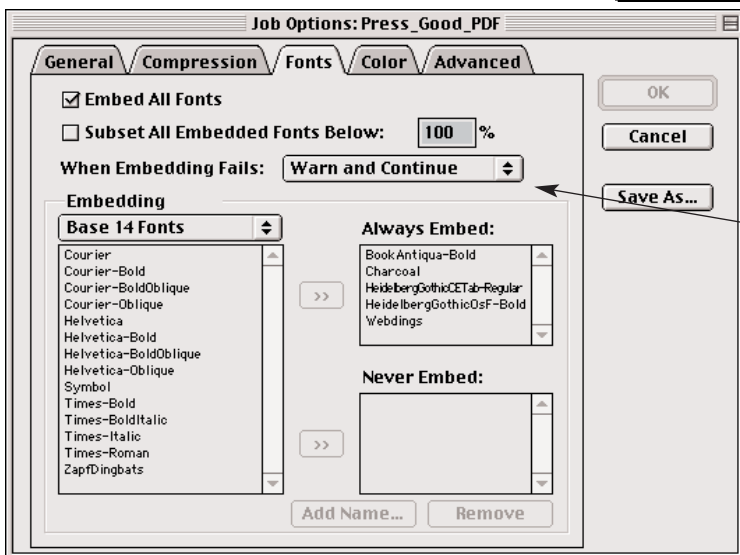 Job Options: Press_Good_PDF
General Compression Fonts Color Advanced
Embed All Fonts
Subset All Embedded Fonts Below: 100 %
When Embedding Fails: Warn and Continue
OK
Cancel
Save As...
Embedding
Base 14 Fonts
Courier
Courier-Bold
Courier-BoldOblique
Courier-Oblique
Helvetica
Helvetica-Bold
Helvetica-BoldOblique
Helvetica-Oblique
Symbol
Times-Bold
Times-BoldItalic
Times-Italic
Times-Roman
ZapfDingbats
>>
>>
Always Embed:
BookAntiqua-Bold
Charcoal
HeidelbergGothicCETab-Regular
HeidelbergGothicOsF-Bold
Webdings
Never Embed:
Add Name...
Remove